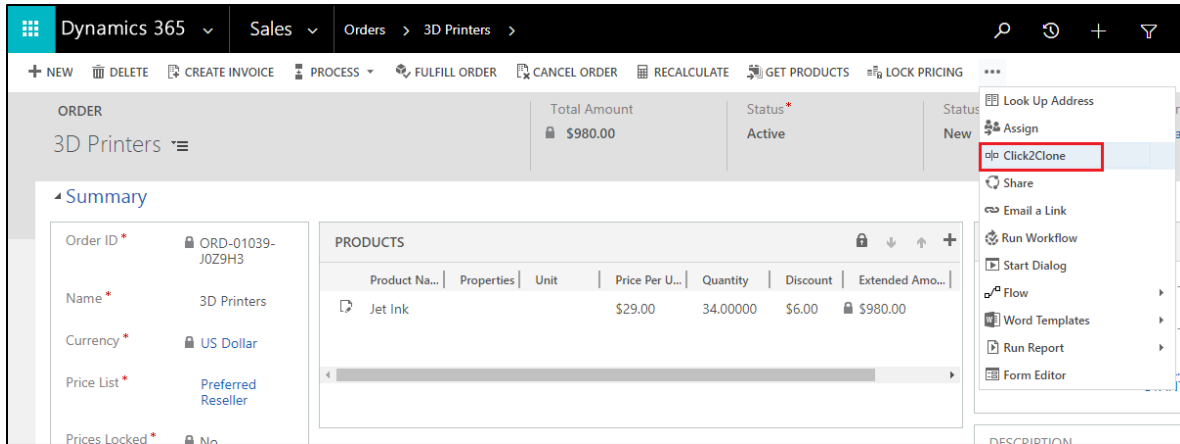 Dynamics 365 Sales Orders > 3D Printers >
+ NEW DELETE CREATE INVOICE PROCESS FULFILL ORDER CANCEL ORDER RECALCULATE GET PRODUCTS LOCK PRICING ...
ORDER
3D Printers
Total Amount
$980.00
Status*
Active
Status
New
Look Up Address
Assign
Click2Clone
Share
Email a Link
Run Workflow
Start Dialog
Flow
Word Templates
Run Report
Form Editor
Summary
Order ID* ORD-01039-
J0Z9H3
Name* 3D Printers
Currency* US Dollar
Price List* Preferred
Reseller
Prices Locked* No
PRODUCTS
Product Na... Properties Unit Price Per U... Quantity Discount Extended Amo...
Jet Ink $29.00 34.00000 $6.00 $980.00
DESCRIPTION